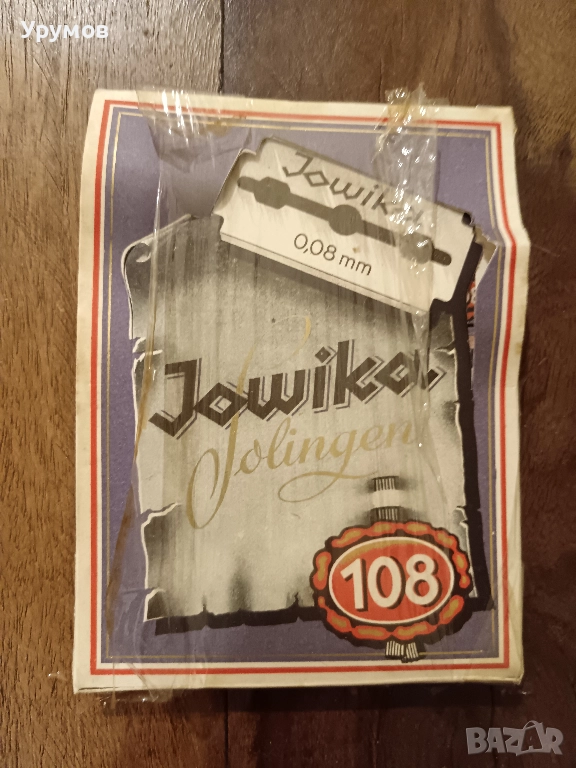 Урумов
Jowika
0,08 mm
Jowika
Solingen
108
BAZAR